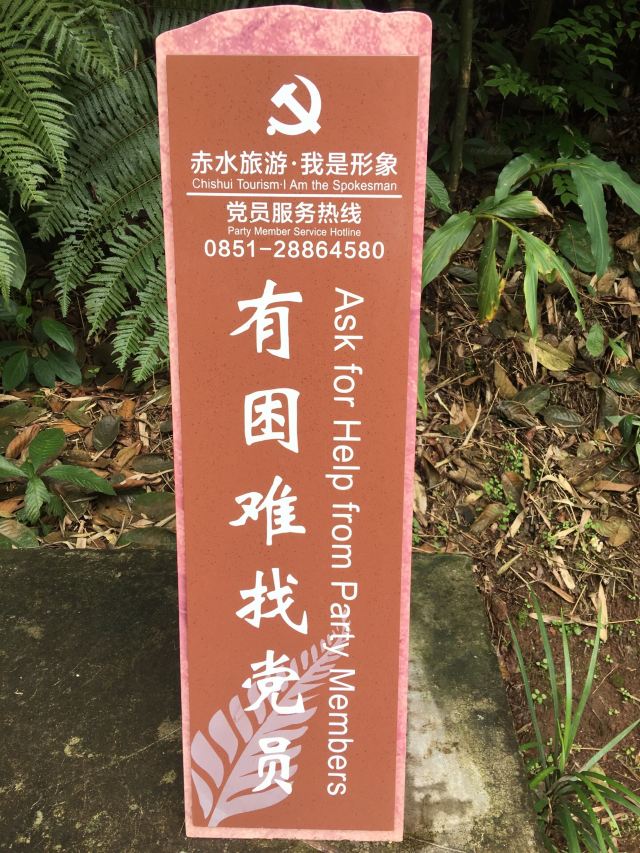 赤水旅游·我是形象
Chishui Tourism·I Am the Spokesman
党员服务热线
Party Member Service Hotline
0851-28864580
有困难找党员
Ask for Help from Party Members